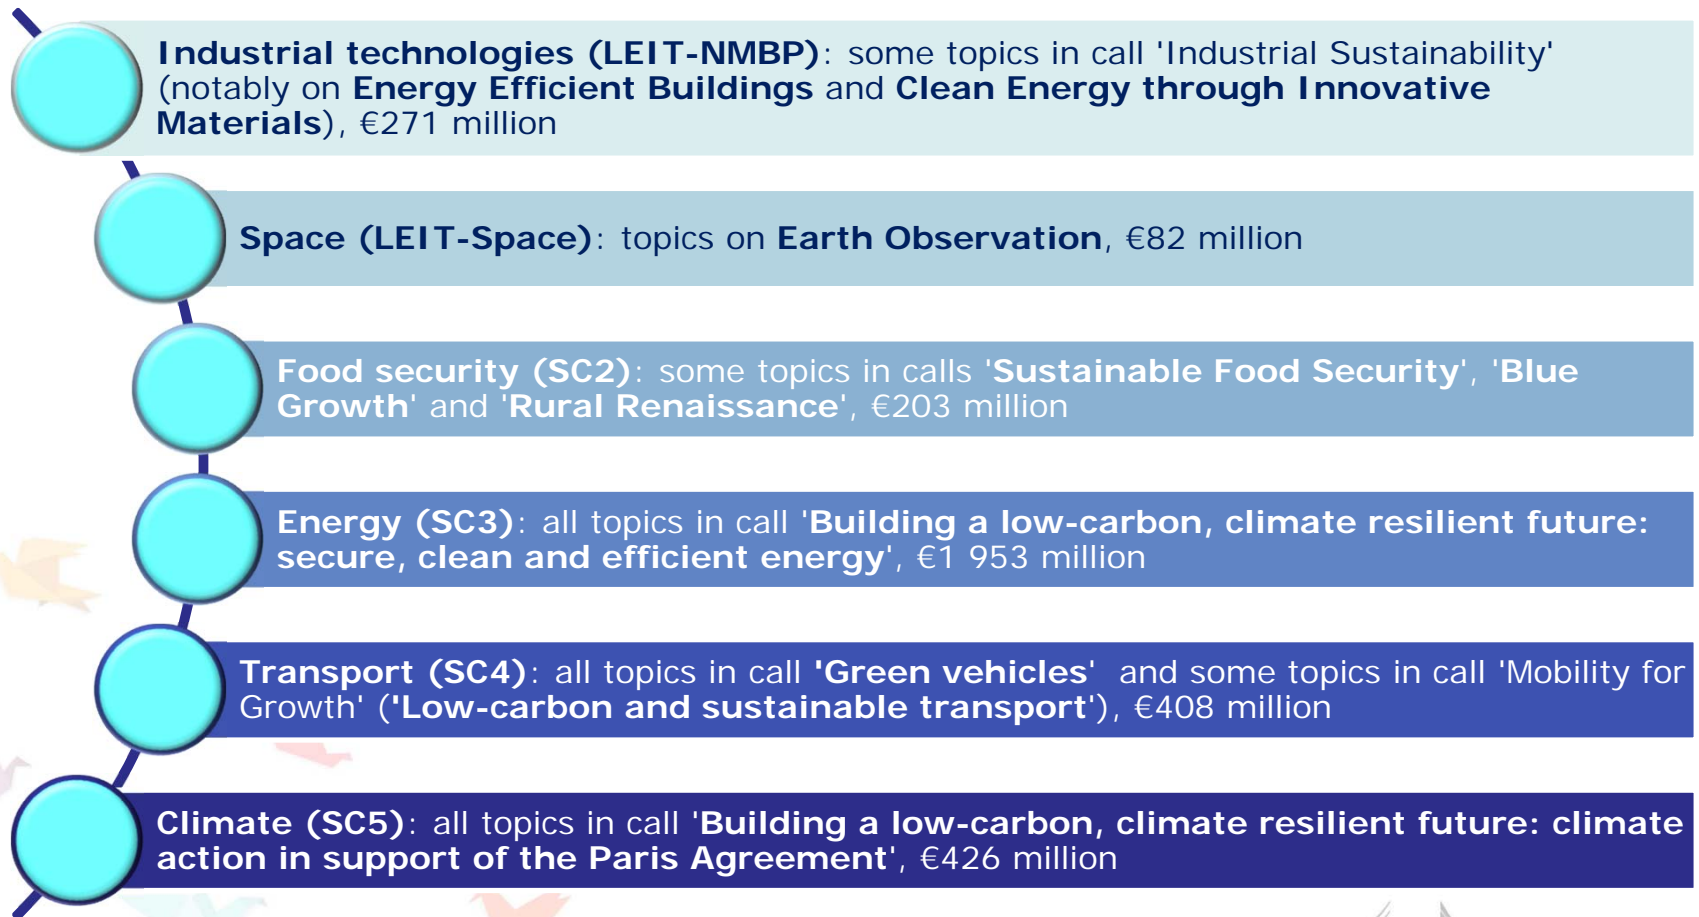 Industrial technologies (LEIT-NMBP): some topics in call 'Industrial Sustainability'
(notably on Energy Efficient Buildings and Clean Energy through Innovative
Materials), €271 million
Space (LEIT-Space): topics on Earth Observation, €82 million
Food security (SC2): some topics in calls 'Sustainable Food Security', 'Blue
Growth' and 'Rural Renaissance', €203 million
Energy (SC3): all topics in call 'Building a low-carbon, climate resilient future:
secure, clean and efficient energy', €1 953 million
Transport (SC4): all topics in call 'Green vehicles' and some topics in call 'Mobility for
Growth' ('Low-carbon and sustainable transport'), €408 million
Climate (SC5): all topics in call 'Building a low-carbon, climate resilient future: climate
action in support of the Paris Agreement', €426 million